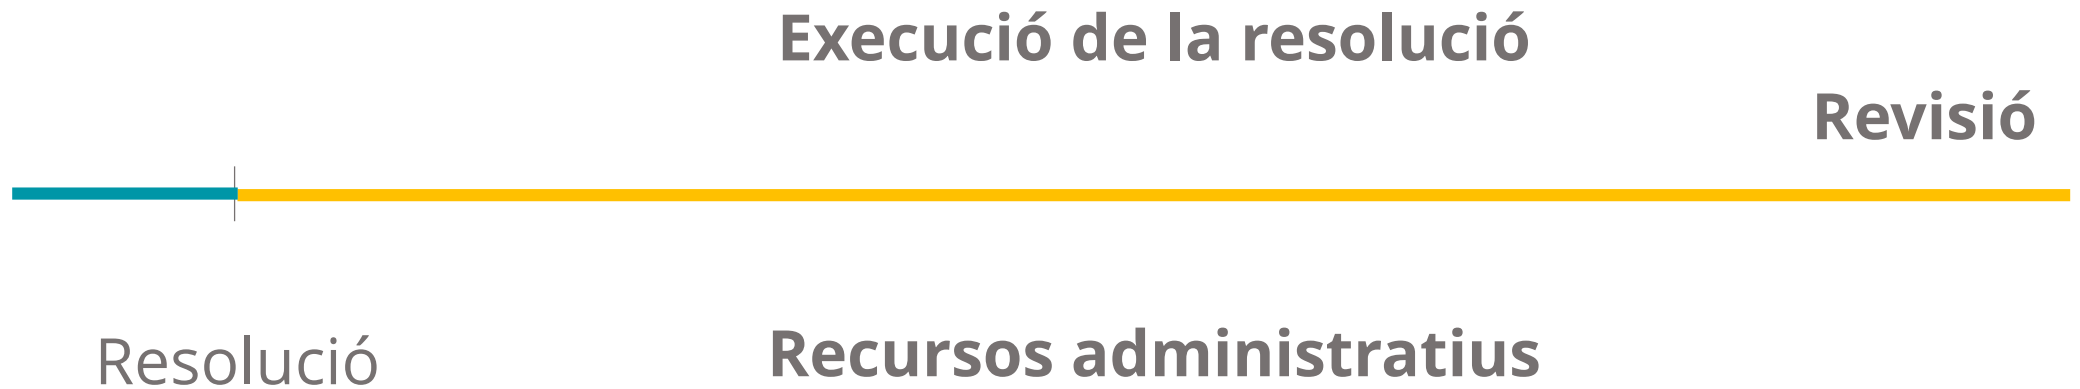 Execució de la resolució
Revisió
Resolució
Recursos administratius